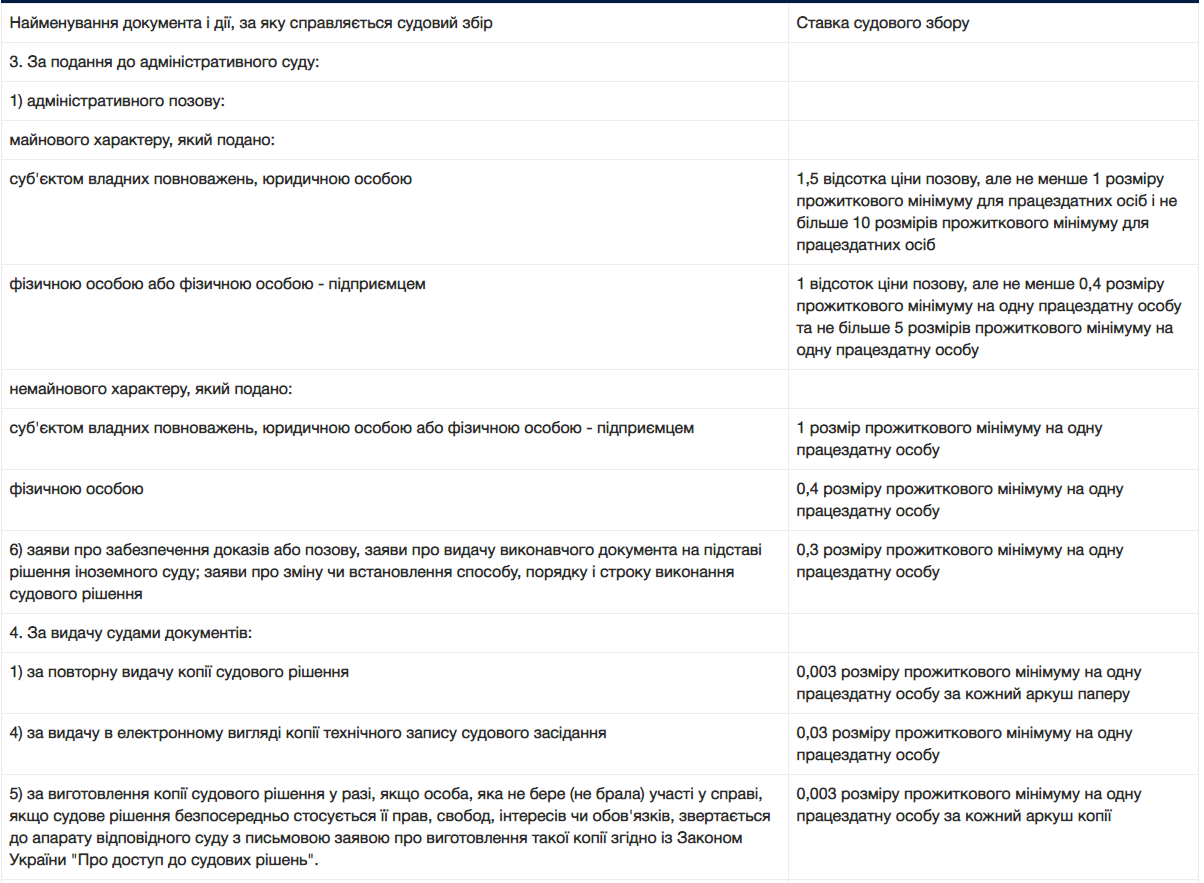 Найменування документа і дії, за яку справляється судовий збір
Ставка судового збору
3. За подання до адміністративного суду:
1) адміністративного позову:
майнового характеру, який подано:
суб'єктом владних повноважень, юридичною особою
1,5 відсотка ціни позову, але не менше 1 розміру
прожиткового мінімуму для працездатних осіб і не
більше 10 розмірів прожиткового мінімуму для
працездатних осіб
фізичною особою або фізичною особою - підприємцем
1 відсоток ціни позову, але не менше 0,4 розміру
прожиткового мінімуму на одну працездатну особу
та не більше 5 розмірів прожиткового мінімуму на
одну працездатну особу
немайнового характеру, який подано:
суб'єктом владних повноважень, юридичною особою або фізичною особою - підприємцем
1 розмір прожиткового мінімуму на одну
працездатну особу
фізичною особою
0,4 розміру прожиткового мінімуму на одну
працездатну особу
6) заяви про забезпечення доказів або позову, заяви про видачу виконавчого документа на підставі
рішення іноземного суду; заяви про зміну чи встановлення способу, порядку і строку виконання
судового рішення
0,3 розміру прожиткового мінімуму на одну
працездатну особу
4. За видачу судами документів:
1) за повторну видачу копії судового рішення
0,003 розміру прожиткового мінімуму на одну
працездатну особу за кожний аркуш паперу
4) за видачу в електронному вигляді копії технічного запису судового засідання
0,03 розміру прожиткового мінімуму на одну
працездатну особу
5) за виготовлення копії судового рішення у разі, якщо особа, яка не бере (не брала) участі у справі,
якщо судове рішення безпосередньо стосується її прав, свобод, інтересів чи обов'язків, звертається
до апарату відповідного суду з письмовою заявою про виготовлення такої копії згідно із Законом
України "Про доступ до судових рішень".
0,003 розміру прожиткового мінімуму на одну
працездатну особу за кожний аркуш копії